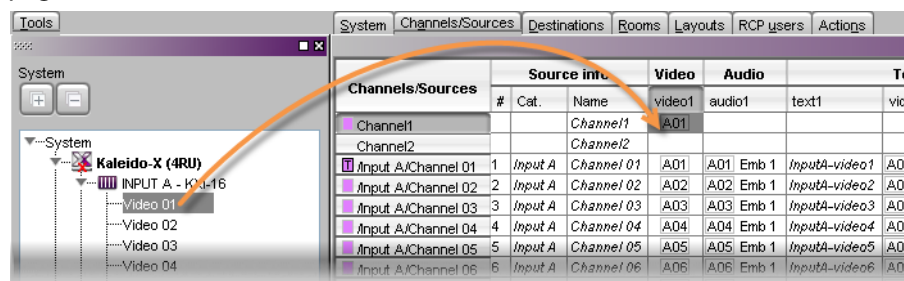 Tools
System
System
Kaleido-X (4RU)
INPUT A - KXI-16
Video 01
Video 02
Video 03
Video 04
System Channels/Sources Destinations Rooms Layouts RCP users Actions
Channels/Sources Source info Video Audio
# Cat. Name video1 audio1 text1
Channel1 Channel1 A01
Channel2 Channel2
/Input A/Channel 01 1 Input A Channel 01 A01 A01 Emb 1 InputA-video1
/Input A/Channel 02 2 Input A Channel 02 A02 A02 Emb 1 InputA-video2
/Input A/Channel 03 3 Input A Channel 03 A03 A03 Emb 1 InputA-video3
/Input A/Channel 04 4 Input A Channel 04 A04 A04 Emb 1 InputA-video4
/Input A/Channel 05 5 Input A Channel 05 A05 A05 Emb 1 InputA-video5
/Input A/Channel 06 6 Input A Channel 06 A06 A06 Emb 1 InputA-video6